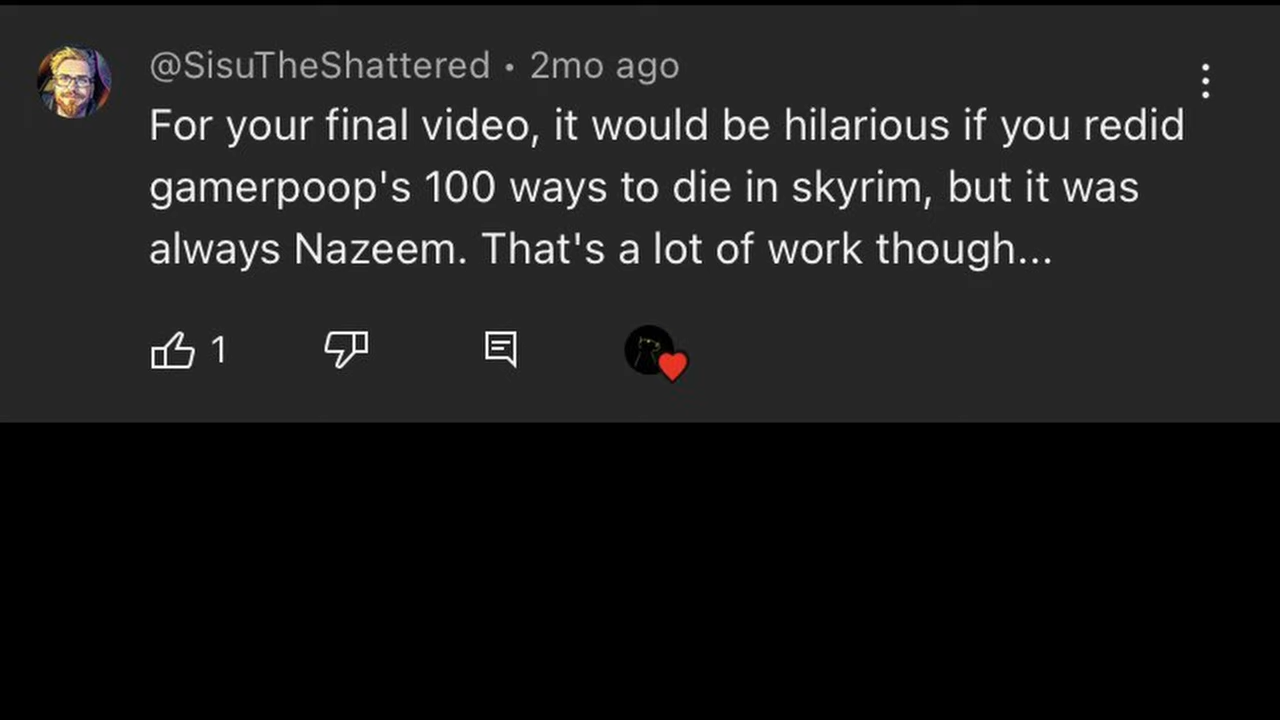 @SisuTheShattered • 2mo ago
For your final video, it would be hilarious if you redid
gamerpoop's 100 ways to die in skyrim, but it was
always Nazeem. That's a lot of work though...
1